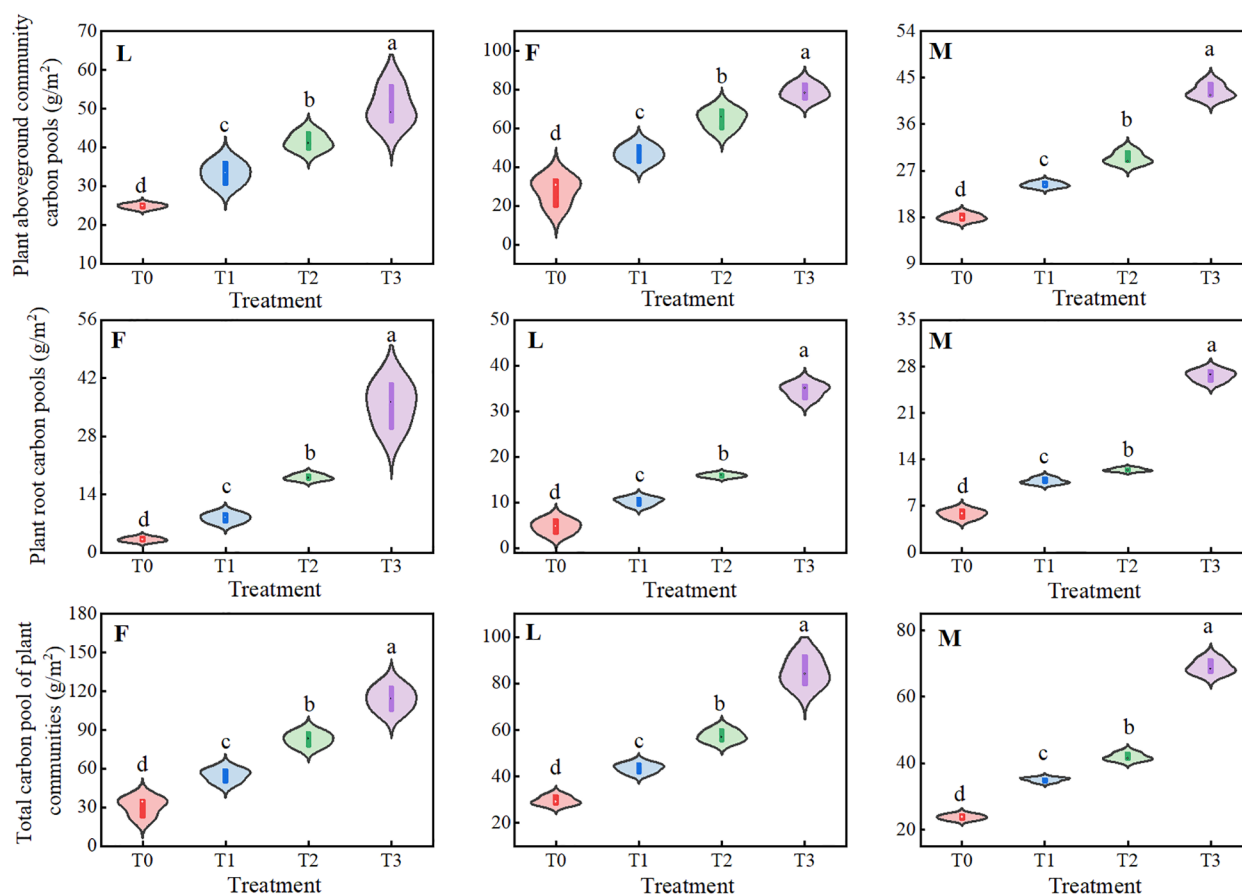 Plant aboveground community
carbon pools (g/m²)
70
60
50
40
30
20
10
L
d
c
b
a
T0 T1 T2 T3
Treatment
100
80
60
40
20
0
F
d
c
b
a
T0 T1 T2 T3
Treatment
54
45
36
27
18
9
M
d
c
b
a
T0 T1 T2 T3
Treatment
Plant root carbon pools (g/m²)
56
42
28
14
0
F
d
c
b
a
T0 T1 T2 T3
Treatment
50
40
30
20
10
0
L
d
c
b
a
T0 T1 T2 T3
Treatment
35
28
21
14
7
0
M
d
c
b
a
T0 T1 T2 T3
Treatment
Total carbon pool of plant
communities (g/m²)
180
150
120
90
60
30
0
F
d
c
b
a
T0 T1 T2 T3
Treatment
100
80
60
40
20
L
d
c
b
a
T0 T1 T2 T3
Treatment
80
60
40
20
M
d
c
b
a
T0 T1 T2 T3
Treatment